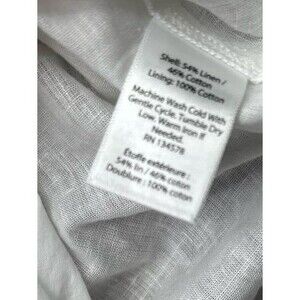 Shell: 54% Linen /
46% Cotton
Lining: 100% Cotton
Machine Wash Cold With
Gentle Cycle. Tumble Dry
Low. Warm Iron If
Needed.
RN 134578
Étoffe extérieure :
54% lin / 46% coton
Doublure : 100% coton